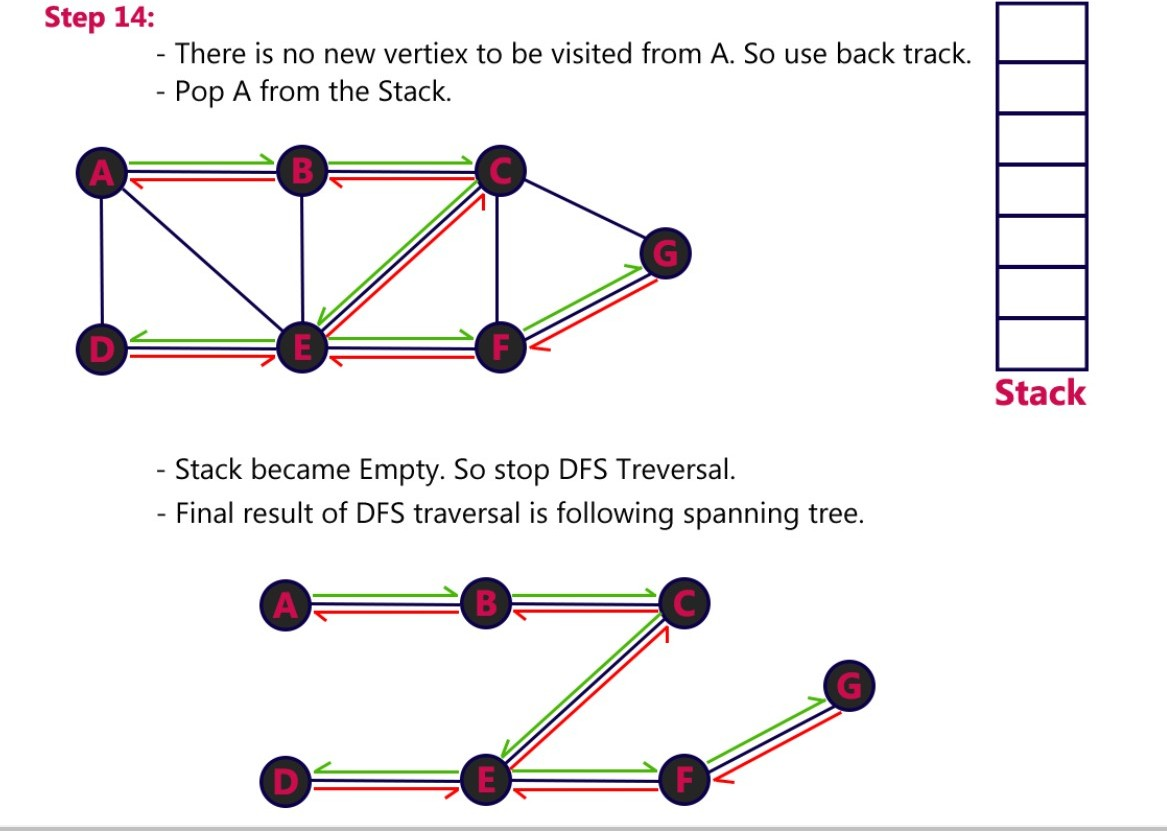 Step 14:
- There is no new vertiex to be visited from A. So use back track.
- Pop A from the Stack.
A B C
G
D E F
Stack
- Stack became Empty. So stop DFS Treversal.
- Final result of DFS traversal is following spanning tree.
A B C
G
D E F